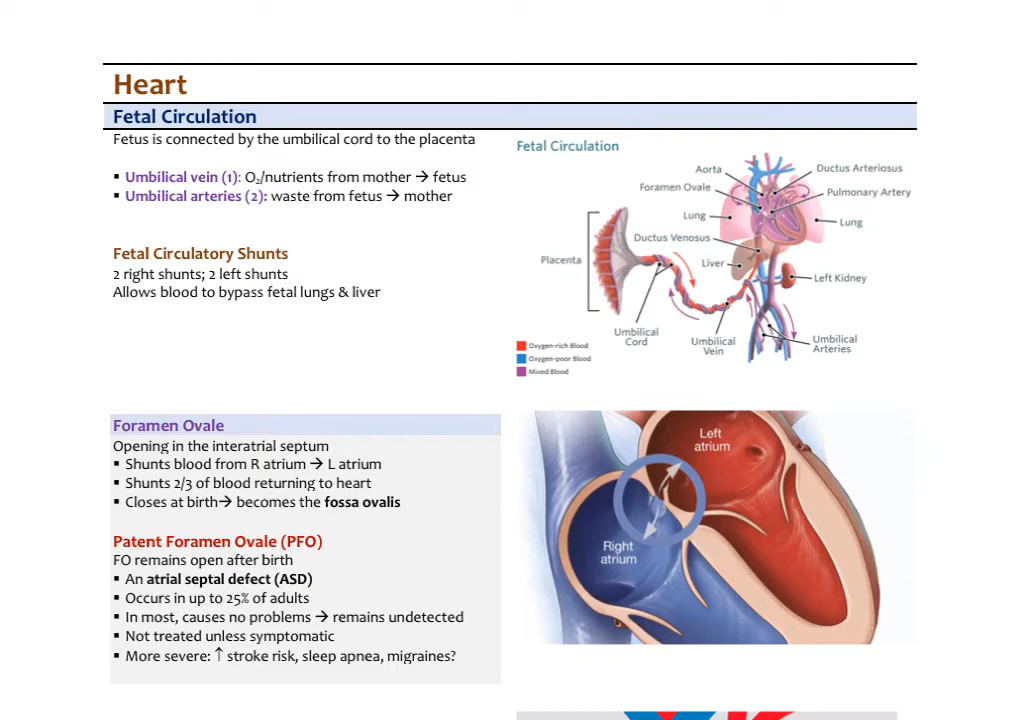 Heart
Fetal Circulation
Fetus is connected by the umbilical cord to the placenta
▪ Umbilical vein (1): O₂/nutrients from mother → fetus
▪ Umbilical arteries (2): waste from fetus → mother
Fetal Circulatory Shunts
2 right shunts; 2 left shunts
Allows blood to bypass fetal lungs & liver
Fetal Circulation
Aorta
Ductus Arteriosus
Foramen Ovale
Pulmonary Artery
Lung
Lung
Ductus Venosus
Placenta
Liver
Left Kidney
Umbilical
Cord
Umbilical
Vein
Umbilical
Arteries
Oxygen-rich Blood
Oxygen-poor Blood
Mixed Blood
Foramen Ovale
Opening in the interatrial septum
▪ Shunts blood from R atrium → L atrium
▪ Shunts 2/3 of blood returning to heart
▪ Closes at birth→ becomes the fossa ovalis
Patent Foramen Ovale (PFO)
FO remains open after birth
▪ An atrial septal defect (ASD)
▪ Occurs in up to 25% of adults
▪ In most, causes no problems → remains undetected
▪ Not treated unless symptomatic
▪ More severe: ↑ stroke risk, sleep apnea, migraines?
Left
atrium
Right
atrium